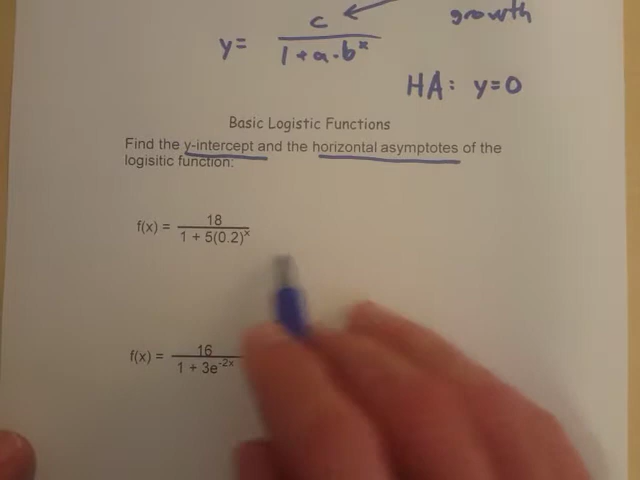 growth
y= c / 1+a·b^x
HA: y=0
Basic Logistic Functions
Find the y-intercept and the horizontal asymptotes of the
logisitic function:
f(x) = 18 / 1 + 5(0.2)^x
f(x) = 16 / 1 + 3e^-2x